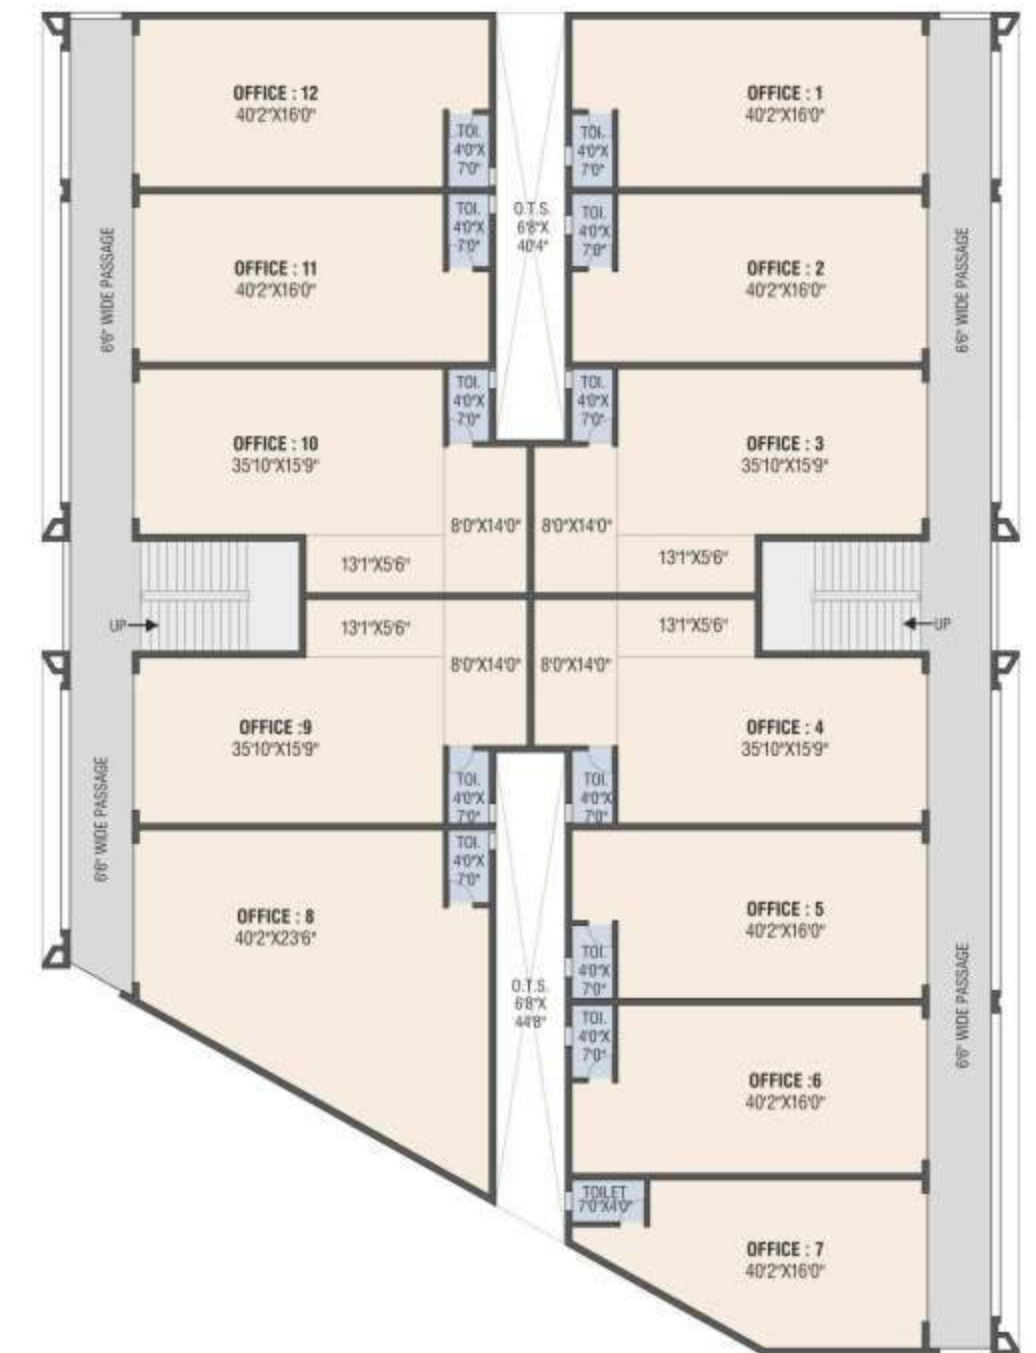 OFFICE : 12
40'2"X16'0"
TOI.
4'0"X
7'0"
TOI.
4'0"X
7'0"
OFFICE : 1
40'2"X16'0"
OFFICE : 11
40'2"X16'0"
TOI.
4'0"X
7'0"
O.T.S.
6'8"X
40'4"
TOI.
4'0"X
7'0"
OFFICE : 2
40'2"X16'0"
6'6" WIDE PASSAGE
6'6" WIDE PASSAGE
OFFICE : 10
35'10"X15'9"
TOI.
4'0"X
7'0"
TOI.
4'0"X
7'0"
OFFICE : 3
35'10"X15'9"
8'0"X14'0"
8'0"X14'0"
13'1"X5'6"
13'1"X5'6"
UP
13'1"X5'6"
13'1"X5'6"
UP
8'0"X14'0"
8'0"X14'0"
OFFICE :9
35'10"X15'9"
OFFICE : 4
35'10"X15'9"
TOI.
4'0"X
7'0"
TOI.
4'0"X
7'0"
6'6" WIDE PASSAGE
TOI.
4'0"X
7'0"
OFFICE : 8
40'2"X23'6"
OFFICE : 5
40'2"X16'0"
TOI.
4'0"X
7'0"
O.T.S.
6'8"X
44'8"
6'6" WIDE PASSAGE
TOI.
4'0"X
7'0"
OFFICE :6
40'2"X16'0"
TOILET
7'0"X4'0"
OFFICE : 7
40'2"X16'0"